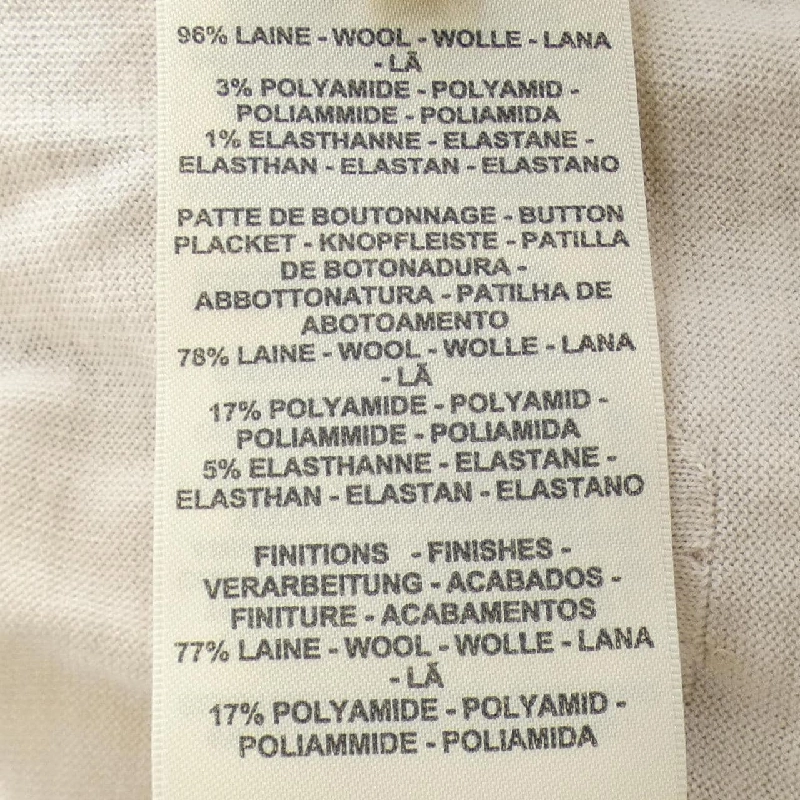 96% LAINE - WOOL - WOLLE - LANA
- LÃ
3% POLYAMIDE - POLYAMID -
POLIAMMIDE - POLIAMIDA
1% ELASTHANNE - ELASTANE -
ELASTHAN - ELASTAN - ELASTANO
PATTE DE BOUTONNAGE - BUTTON
PLACKET - KNOPFLEISTE - PATILLA
DE BOTONADURA -
ABBOTTONATURA - PATILHA DE
ABOTOAMENTO
78% LAINE - WOOL - WOLLE - LANA
- LÃ
17% POLYAMIDE - POLYAMID -
POLIAMMIDE - POLIAMIDA
5% ELASTHANNE - ELASTANE -
ELASTHAN - ELASTAN - ELASTANO
FINITIONS - FINISHES -
VERARBEITUNG - ACABADOS -
FINITURE - ACABAMENTOS
77% LAINE - WOOL - WOLLE - LANA
- LÃ
17% POLYAMIDE - POLYAMID -
POLIAMMIDE - POLIAMIDA